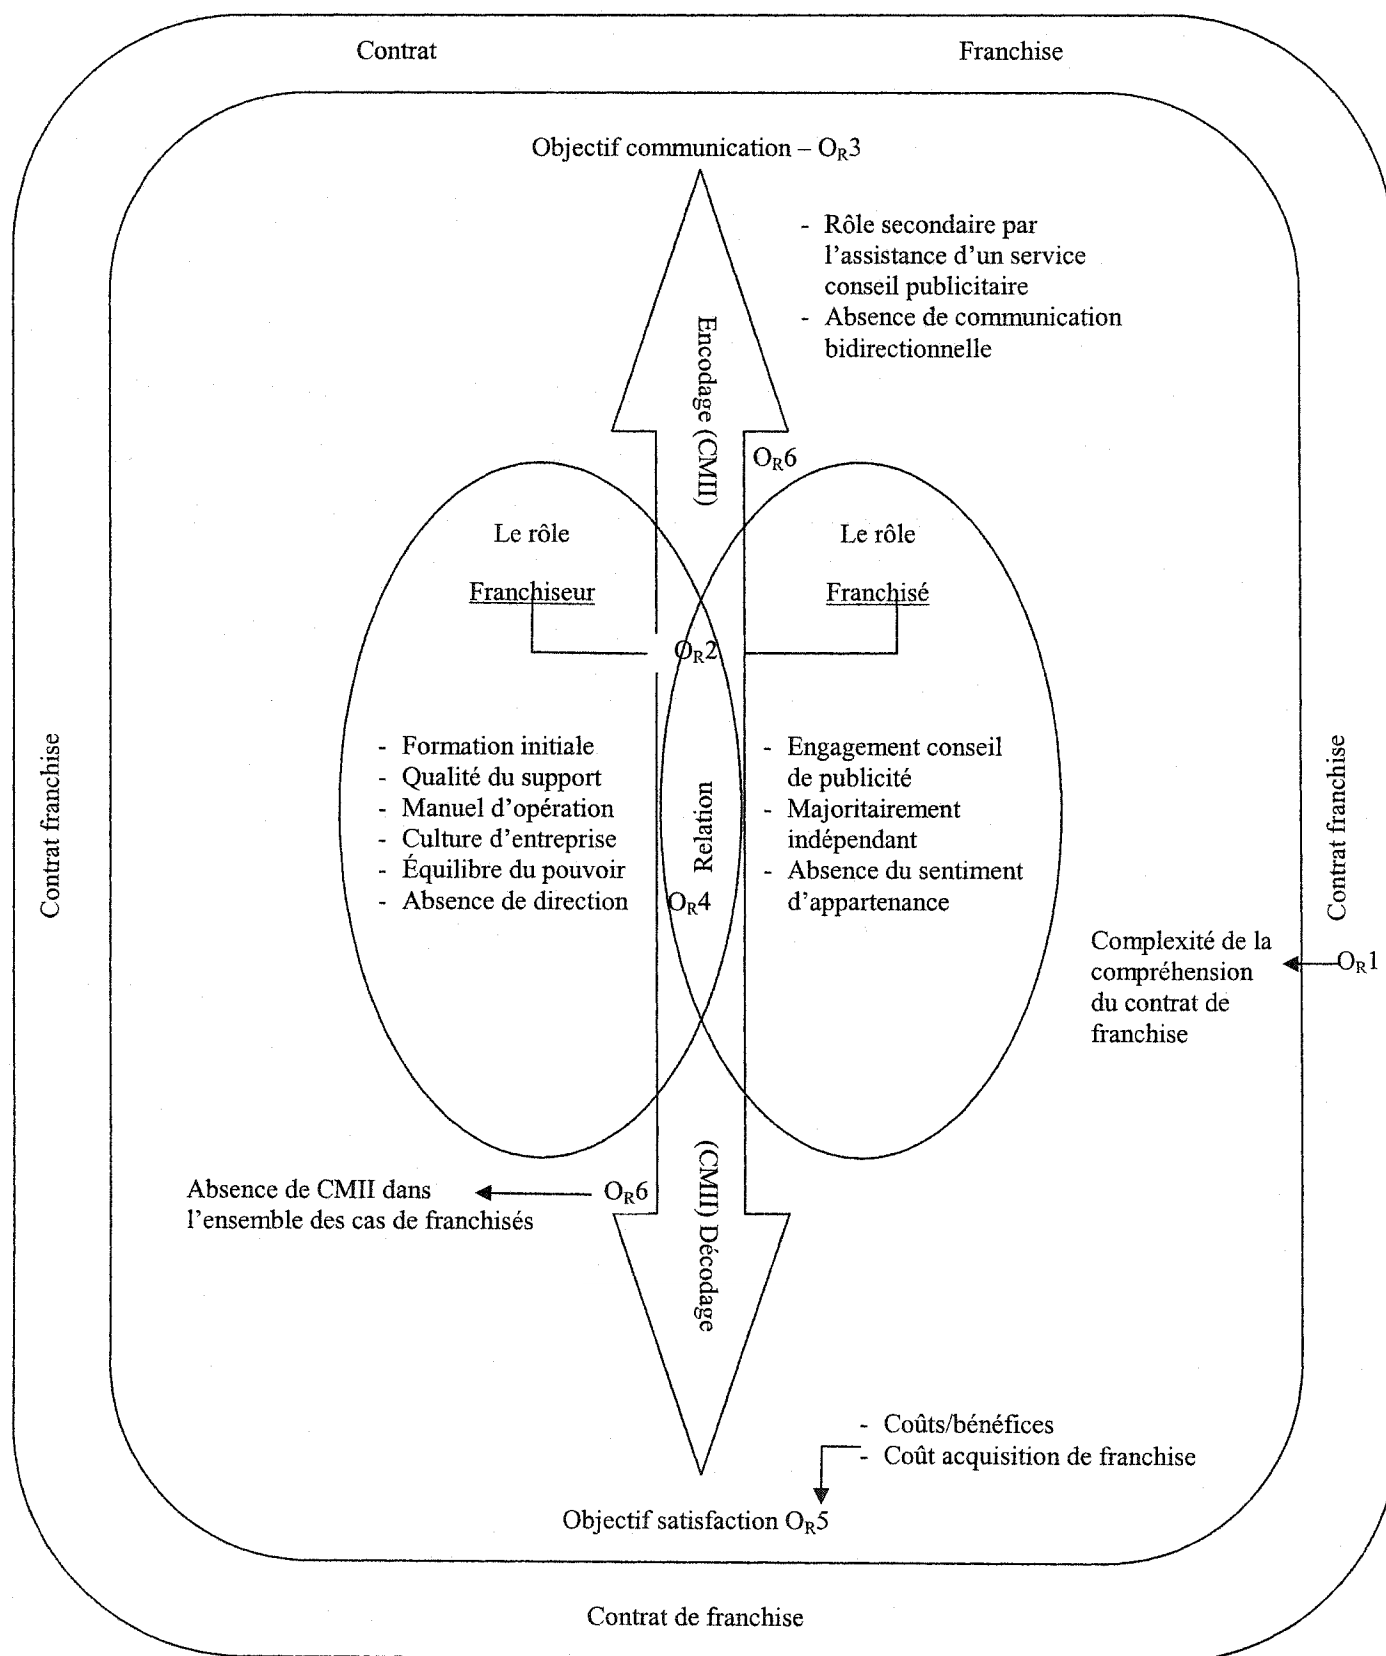 Contrat
Franchise
Objectif communication – OR3
- Rôle secondaire par
l'assistance d'un service
conseil publicitaire
- Absence de communication
bidirectionnelle
Encodage (CMII)
OR6
Le rôle
Franchiseur
Le rôle
Franchisé
OR2
- Formation initiale
- Qualité du support
- Manuel d'opération
- Culture d'entreprise
- Équilibre du pouvoir
- Absence de direction
Relation
OR4
- Engagement conseil
de publicité
- Majoritairement
indépendant
- Absence du sentiment
d'appartenance
Contrat franchise
Contrat franchise
Complexité de la
compréhension
du contrat de
franchise
OR1
Absence de CMII dans
l'ensemble des cas de franchisés
OR6
(CMII) Décodage
- Coûts/bénéfices
- Coût acquisition de franchise
Objectif satisfaction OR5
Contrat de franchise